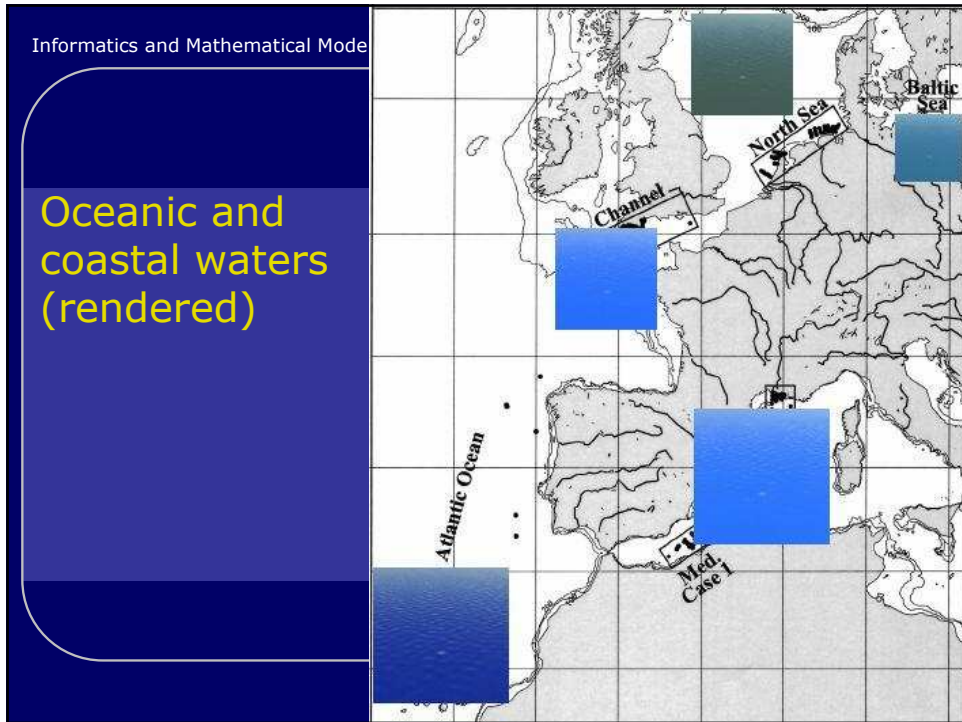 Informatics and Mathematical Mode
Oceanic and
coastal waters
(rendered)
Baltic
Sea
North Sea
Channel
Atlantic Ocean
Med.
Case 1